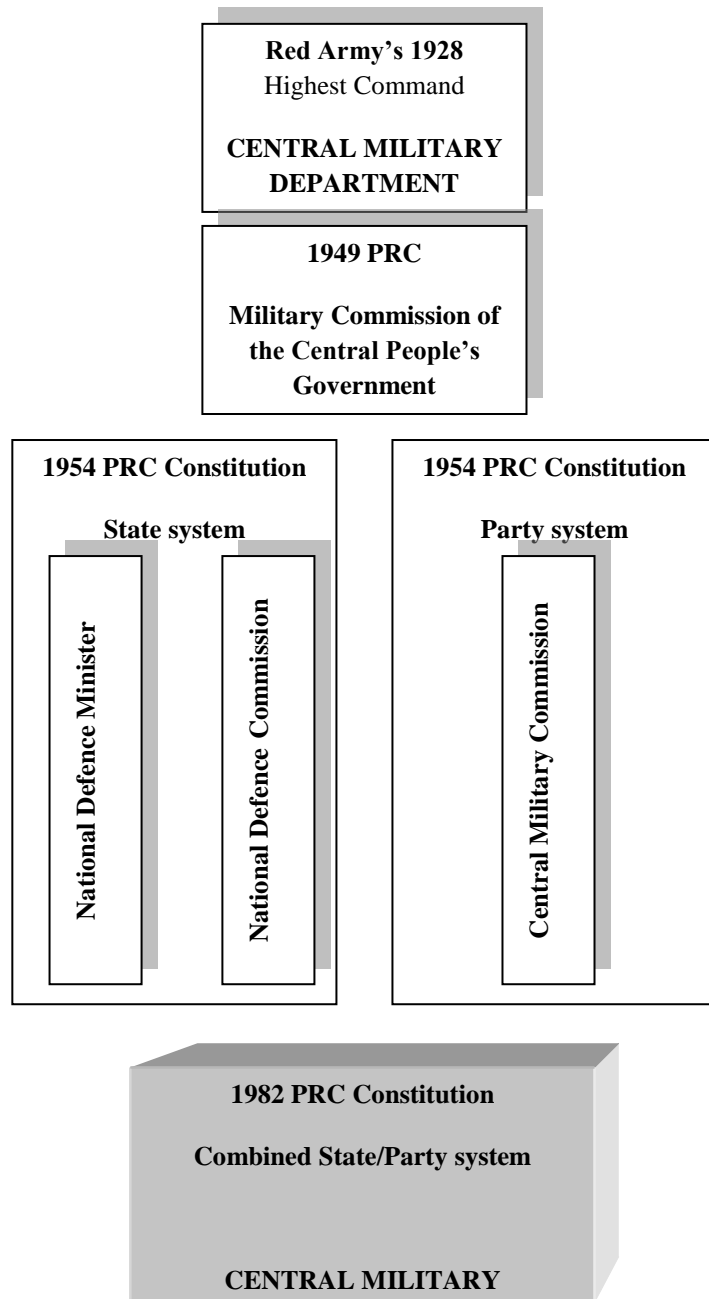 Red Army’s 1928
Highest Command
CENTRAL MILITARY
DEPARTMENT
1949 PRC
Military Commission of
the Central People’s
Government
1954 PRC Constitution
State system
National Defence Minister
National Defence Commission
1954 PRC Constitution
Party system
Central Military Commission
1982 PRC Constitution
Combined State/Party system
CENTRAL MILITARY